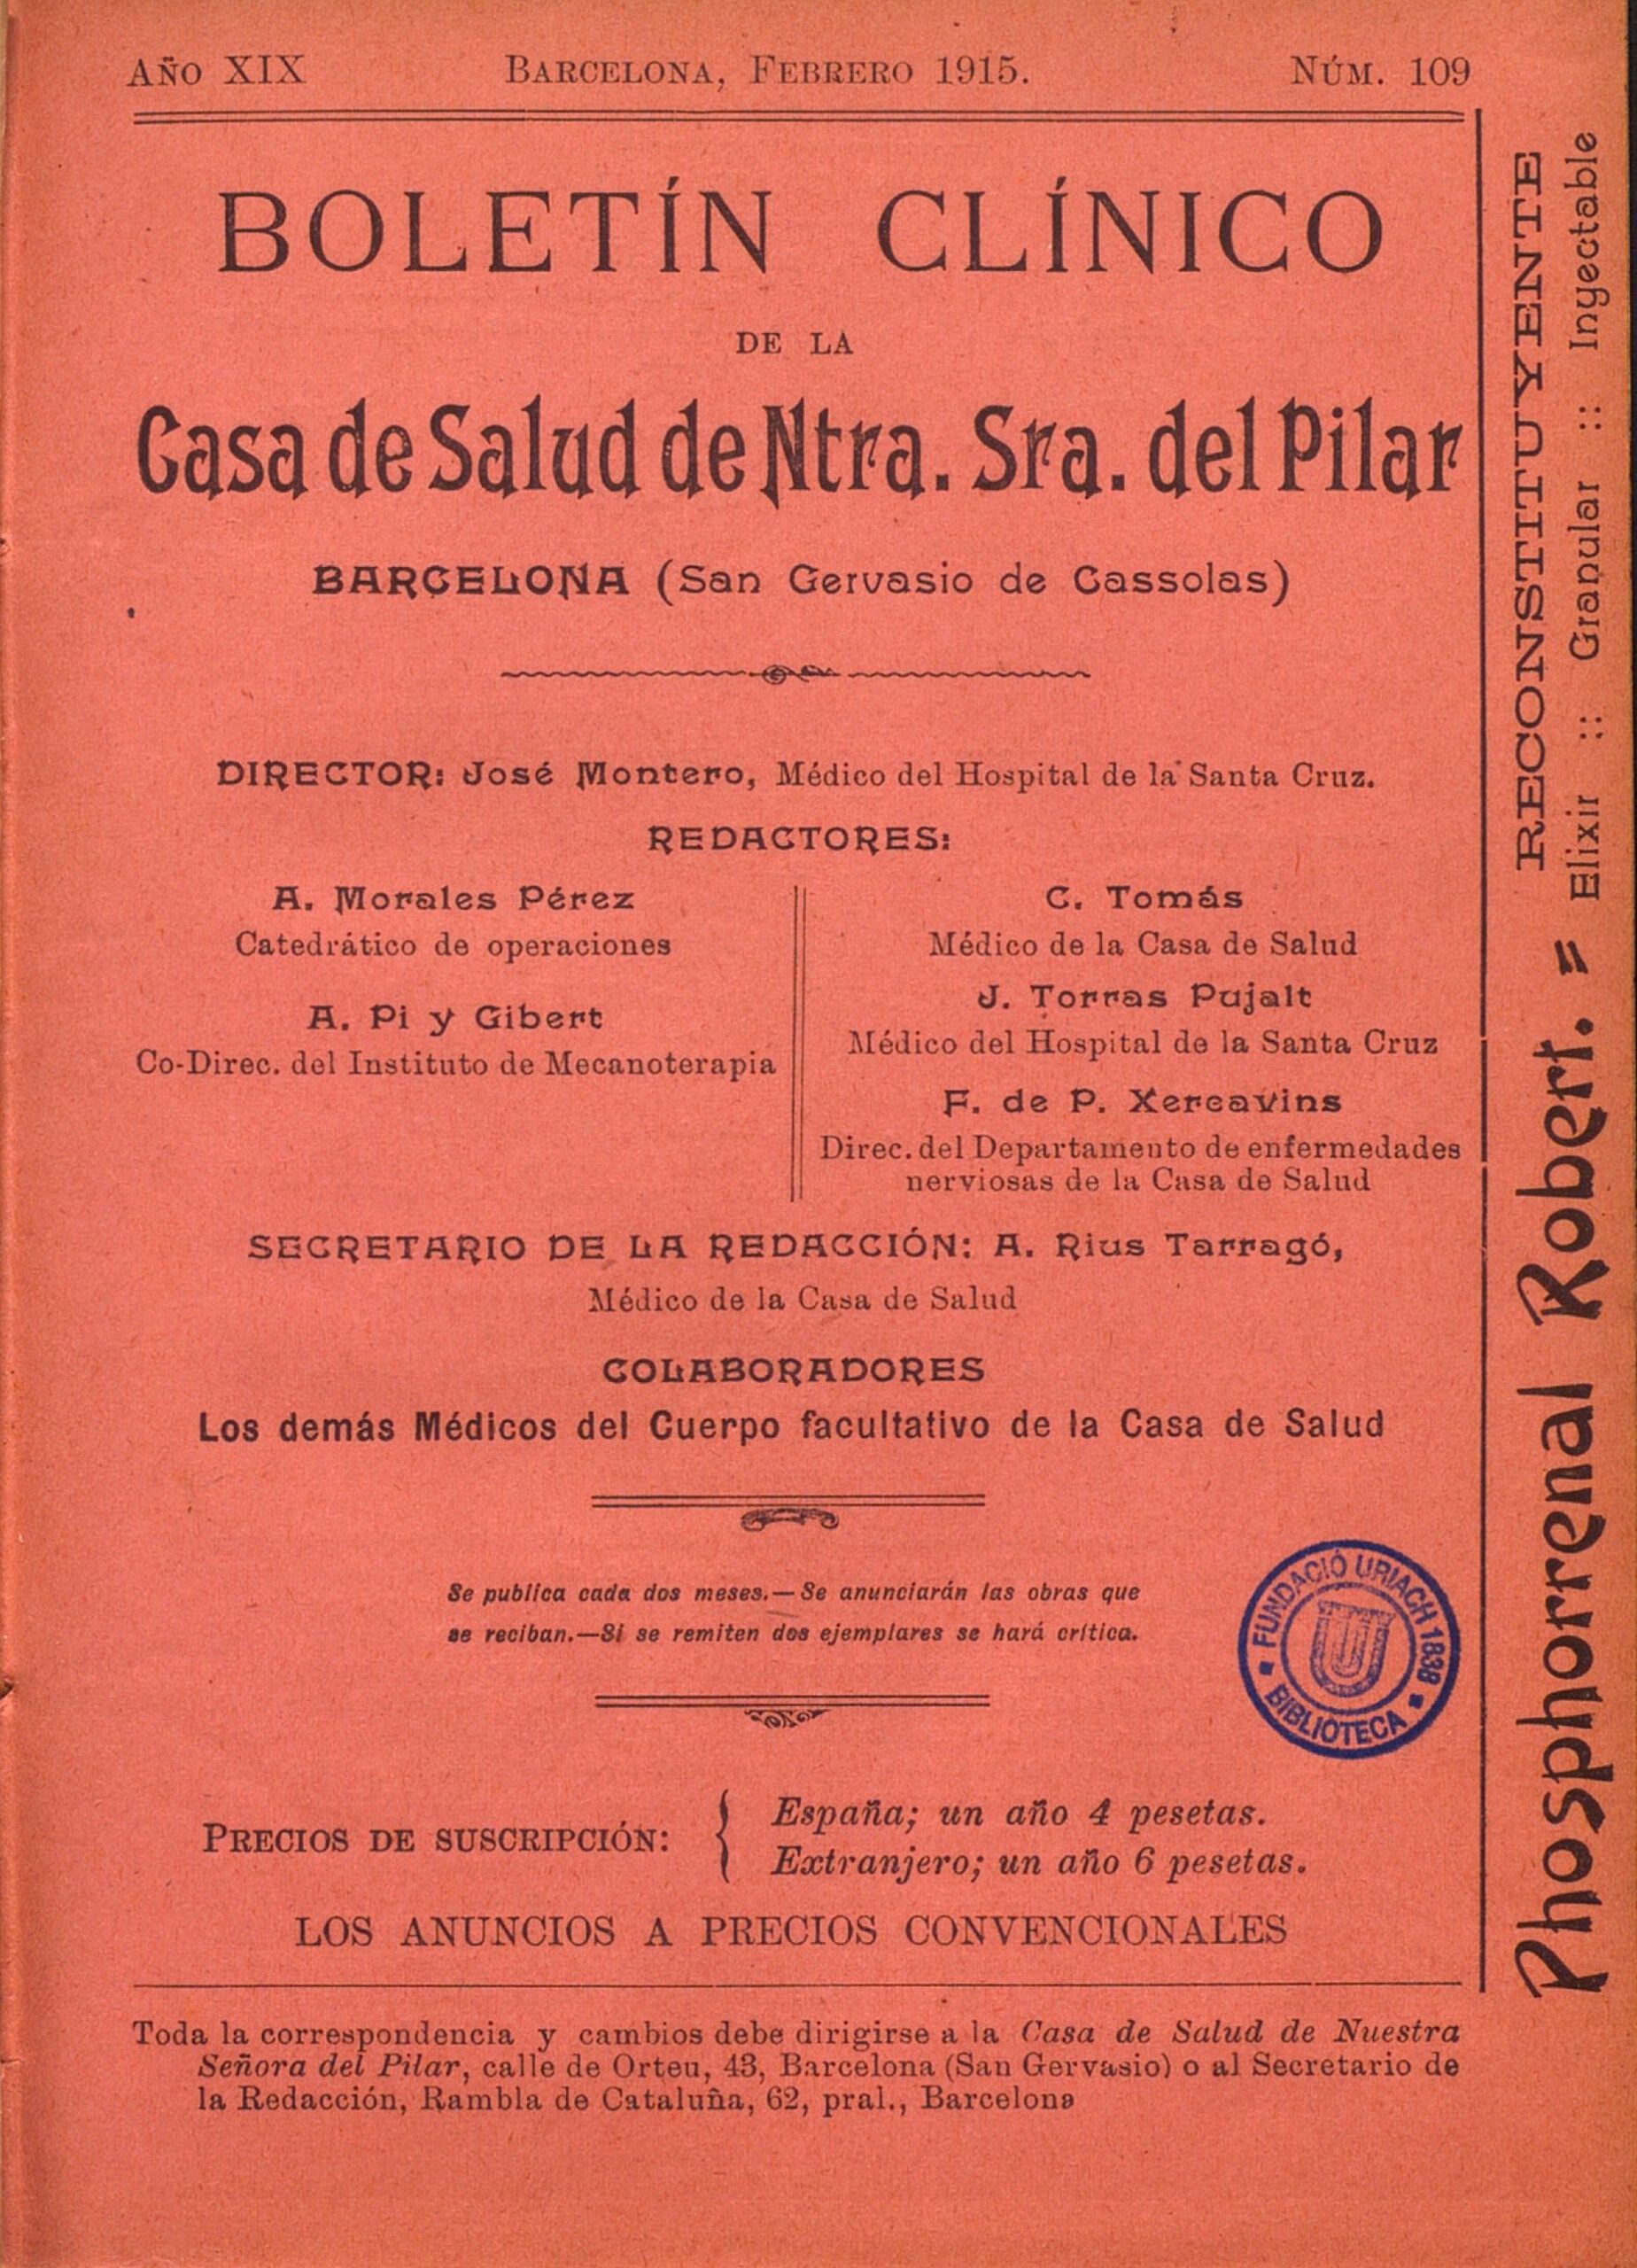 AÑO XIX BARCELONA, FEBRERO 1915. NÚM. 109
BOLETÍN CLÍNICO
DE LA
Casa de Salud de Ntra. Sra. del Pilar
BARCELONA (San Gervasio de Cassolas)
DIRECTOR: José Montero, Médico del Hospital de la Santa Cruz.
REDACTORES:
A. Morales Pérez
Catedrático de operaciones
A. Pi y Gibert
Co-Direc. del Instituto de Mecanoterapia
C. Tomás
Médico de la Casa de Salud
J. Torras Pujalt
Médico del Hospital de la Santa Cruz
F. de P. Xercavins
Direc. del Departamento de enfermedades
nerviosas de la Casa de Salud
SECRETARIO DE LA REDACCIÓN: A. Rius Tarragó,
Médico de la Casa de Salud
COLABORADORES
Los demás Médicos del Cuerpo facultativo de la Casa de Salud
Se publica cada dos meses.—Se anunciarán las obras que
se reciban.—Si se remiten dos ejemplares se hará crítica.
FUNDACIÓ URIACH 1838
BIBLIOTECA
PRECIOS DE SUSCRIPCIÓN: { España; un año 4 pesetas.
Extranjero; un año 6 pesetas.
LOS ANUNCIOS A PRECIOS CONVENCIONALES
Toda la correspondencia y cambios debe dirigirse a la Casa de Salud de Nuestra
Señora del Pilar, calle de Orteu, 43, Barcelona (San Gervasio) o al Secretario de
la Redacción, Rambla de Cataluña, 62, pral., Barcelona
Phosphorrenal Robert. =
RECONSTITUYENTE
Elixir :: Granular :: Inyectable